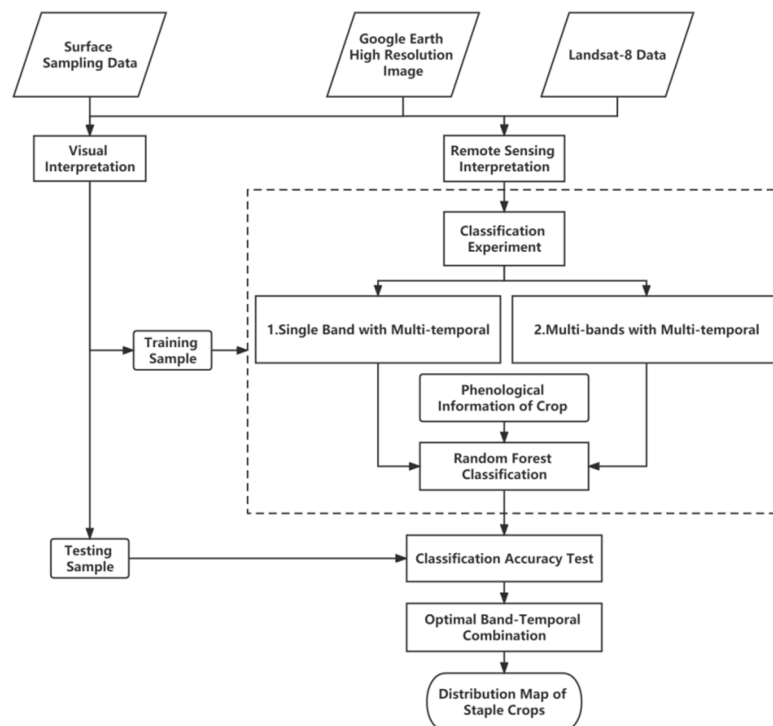 Surface
Sampling Data
Google Earth
High Resolution
Image
Landsat-8 Data
Visual
Interpretation
Remote Sensing
Interpretation
Classification
Experiment
1.Single Band with Multi-temporal
2.Multi-bands with Multi-temporal
Training
Sample
Phenological
Information of Crop
Random Forest
Classification
Testing
Sample
Classification Accuracy Test
Optimal Band-Temporal
Combination
Distribution Map of
Staple Crops